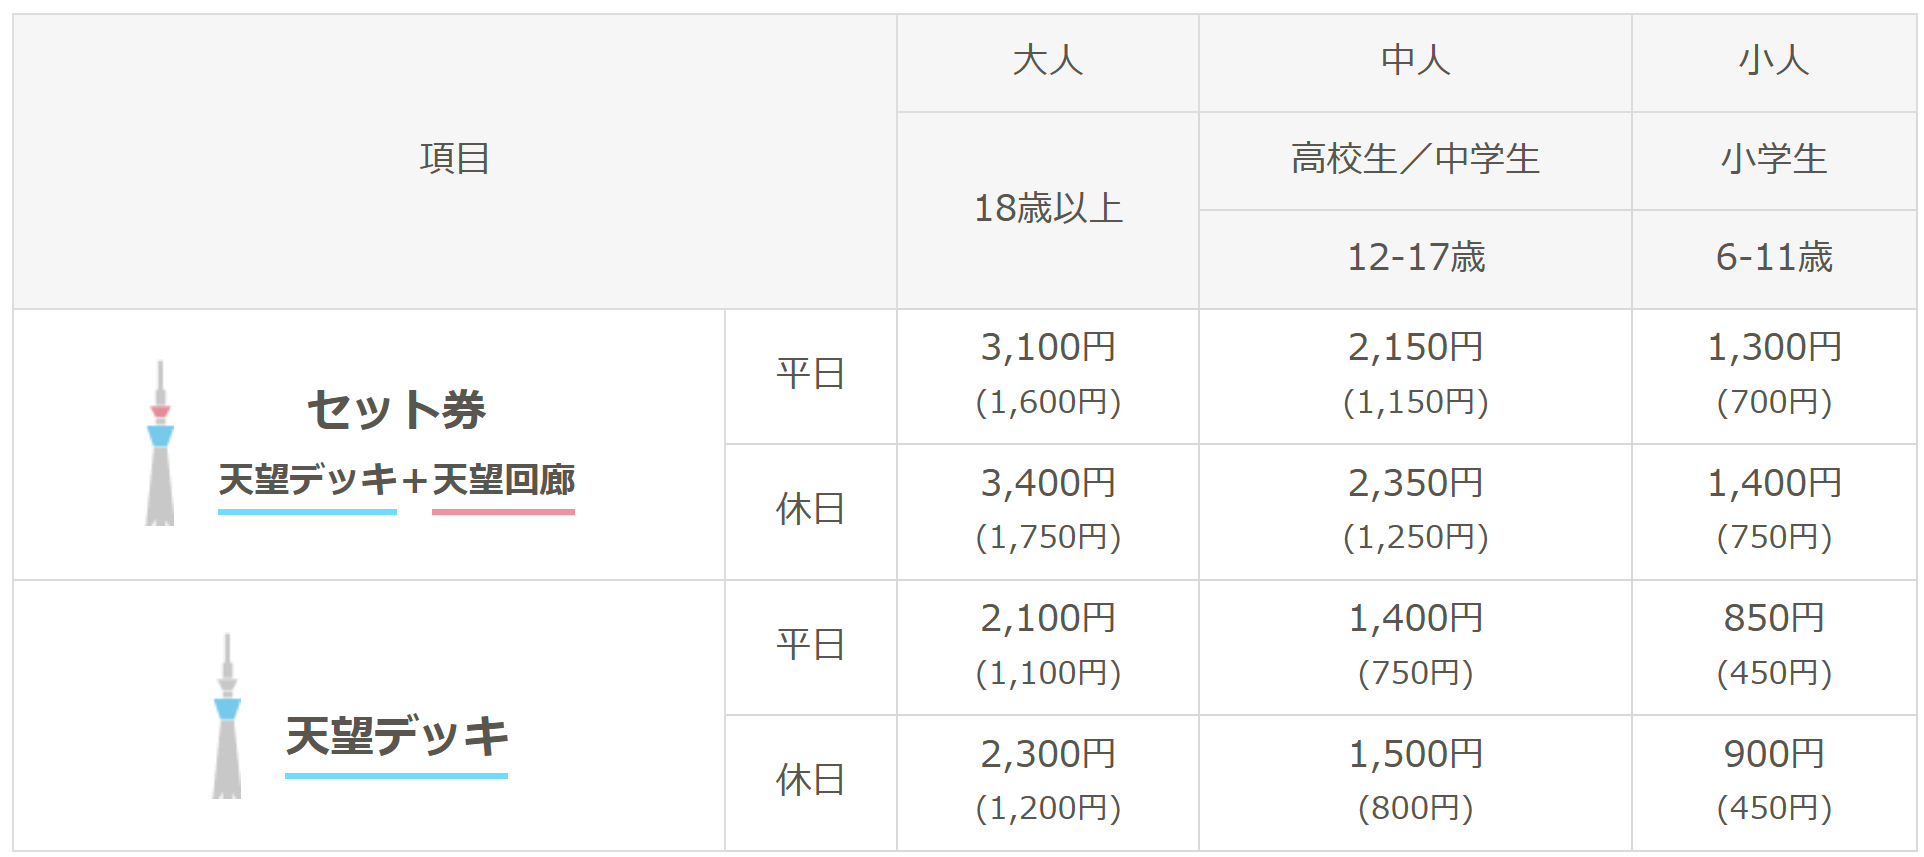 項目
大人
中人
小人
18歳以上
高校生／中学生
小学生
12-17歳
6-11歳
セット券
天望デッキ+天望回廊
平日
3,100円
(1,600円)
2,150円
(1,150円)
1,300円
(700円)
休日
3,400円
(1,750円)
2,350円
(1,250円)
1,400円
(750円)
天望デッキ
平日
2,100円
(1,100円)
1,400円
(750円)
850円
(450円)
休日
2,300円
(1,200円)
1,500円
(800円)
900円
(450円)